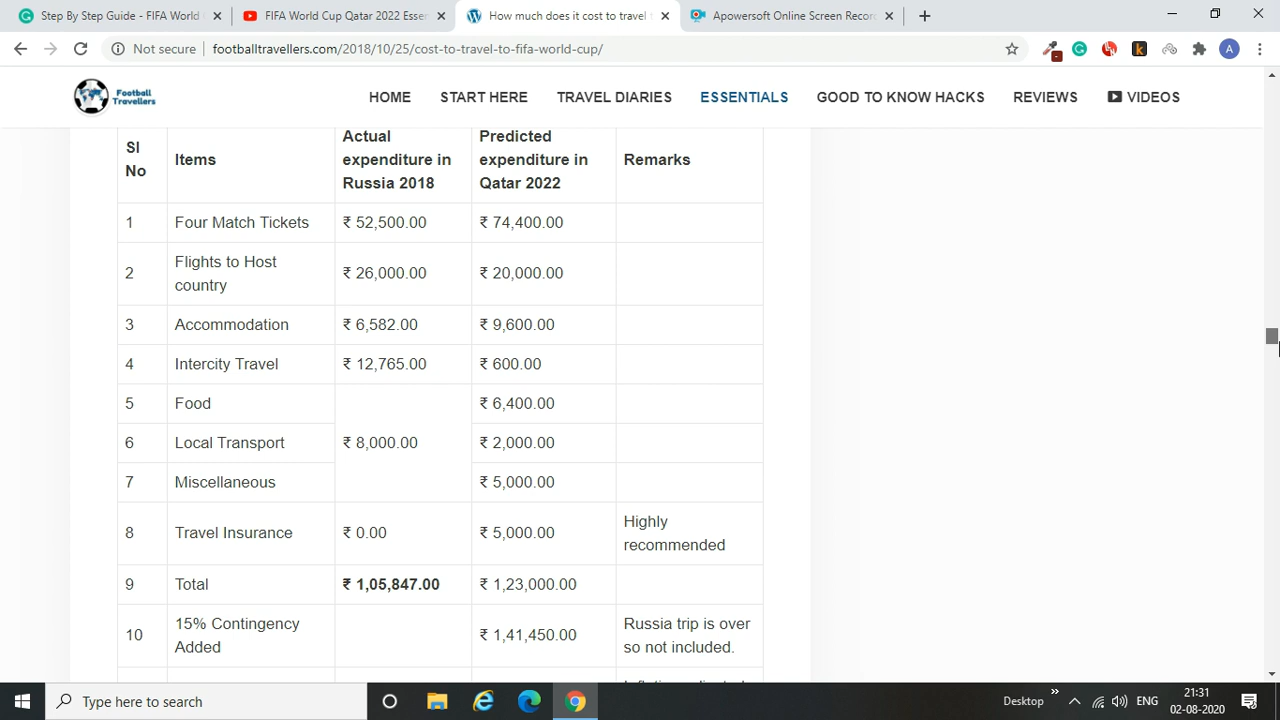 Step By Step Guide - FIFA World
FIFA World Cup Qatar 2022 Essen
How much does it cost to travel
Apowersoft Online Screen Recor
Not secure
footballtravellers.com/2018/10/25/cost-to-travel-to-fifa-world-cup/
A
Football
Travellers
HOME
START HERE
TRAVEL DIARIES
ESSENTIALS
GOOD TO KNOW HACKS
REVIEWS
VIDEOS
Sl No Items Actual expenditure in Russia 2018 Predicted expenditure in Qatar 2022 Remarks
1 Four Match Tickets ₹ 52,500.00 ₹ 74,400.00
2 Flights to Host country ₹ 26,000.00 ₹ 20,000.00
3 Accommodation ₹ 6,582.00 ₹ 9,600.00
4 Intercity Travel ₹ 12,765.00 ₹ 600.00
5 Food ₹ 6,400.00
6 Local Transport ₹ 8,000.00 ₹ 2,000.00
7 Miscellaneous ₹ 5,000.00
8 Travel Insurance ₹ 0.00 ₹ 5,000.00 Highly recommended
9 Total ₹ 1,05,847.00 ₹ 1,23,000.00
10 15% Contingency Added ₹ 1,41,450.00 Russia trip is over so not included.
Type here to search
Desktop
ENG
21:31
02-08-2020